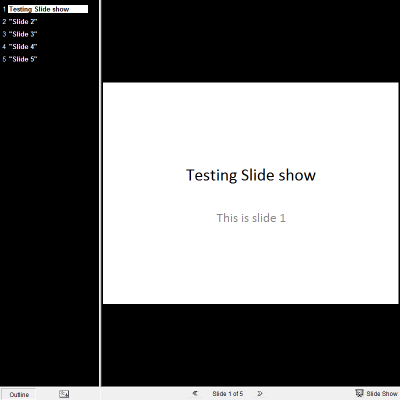 1 Testing Slide show
2 "Slide 2"
3 "Slide 3"
4 "Slide 4"
5 "Slide 5"
Testing Slide show
This is slide 1
Outline
Slide 1 of 5
Slide Show